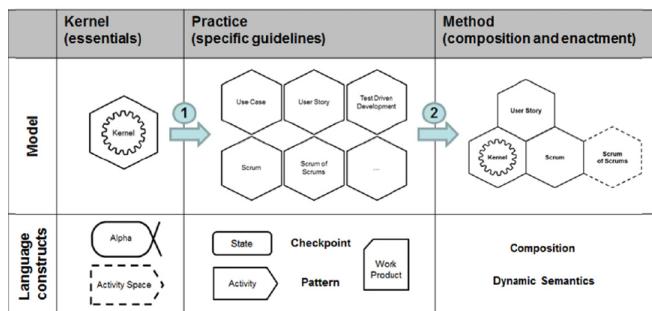 Kernel
(essentials)
Practice
(specific guidelines)
Method
(composition and enactment)
Model
Kernel
1
Use Case
User Story
Test Driven
Development
Scrum
Scrum of
Scrums
...
2
User Story
Kernel
Scrum
Scrum
of Scrums
Language
constructs
Alpha
Activity Space
State
Checkpoint
Activity
Pattern
Work
Product
Composition
Dynamic Semantics